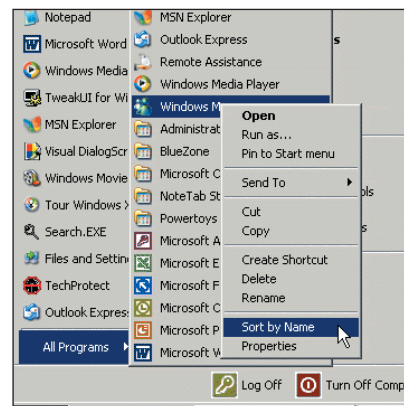 Notepad
Microsoft Word
Windows Media
TweakUI for Wi
MSN Explorer
Visual DialogScr
Windows Movie
Tour Windows
Search.EXE
Files and Settin
TechProtect
Outlook Expres
All Programs
MSN Explorer
Outlook Express
Remote Assistance
Windows Media Player
Windows M
Administrat
BlueZone
Microsoft O
NoteTab St
Powertoys
Microsoft A
Microsoft E
Microsoft F
Microsoft O
Microsoft P
Microsoft W
Open
Run as...
Pin to Start menu
Send To
Cut
Copy
Create Shortcut
Delete
Rename
Sort by Name
Properties
s
ols
s
Log Off
Turn Off Comp